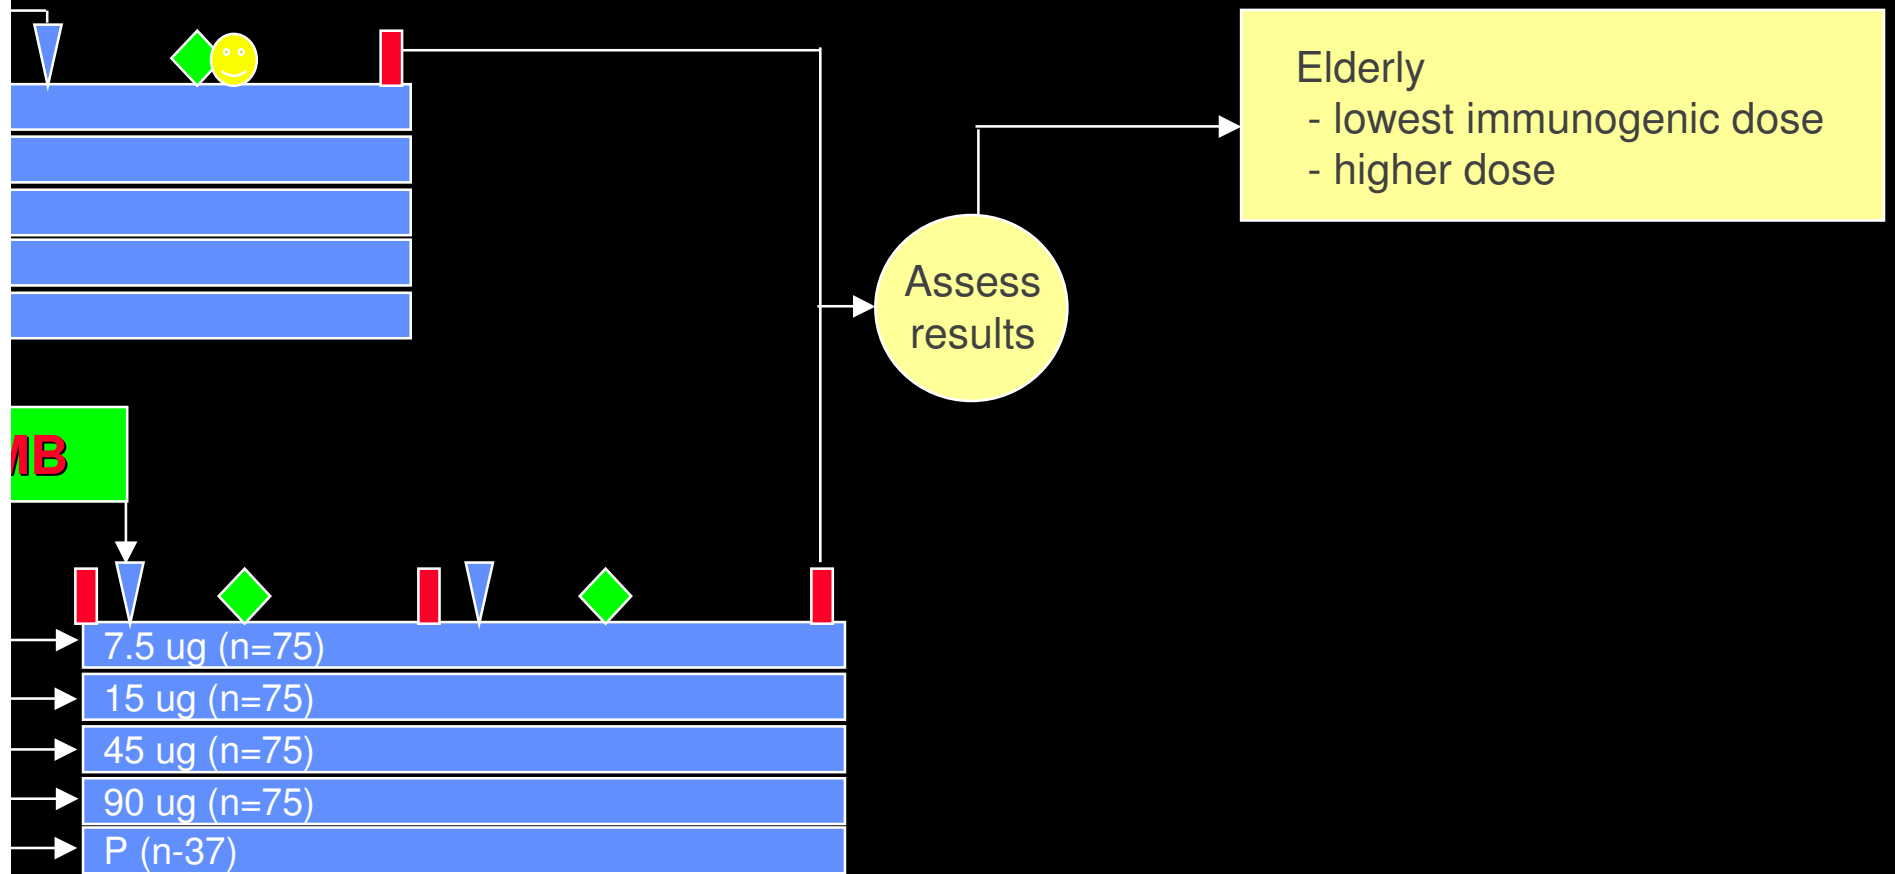 Elderly
- lowest immunogenic dose
- higher dose
Assess
results
MB
7.5 ug (n=75)
15 ug (n=75)
45 ug (n=75)
90 ug (n=75)
P (n-37)